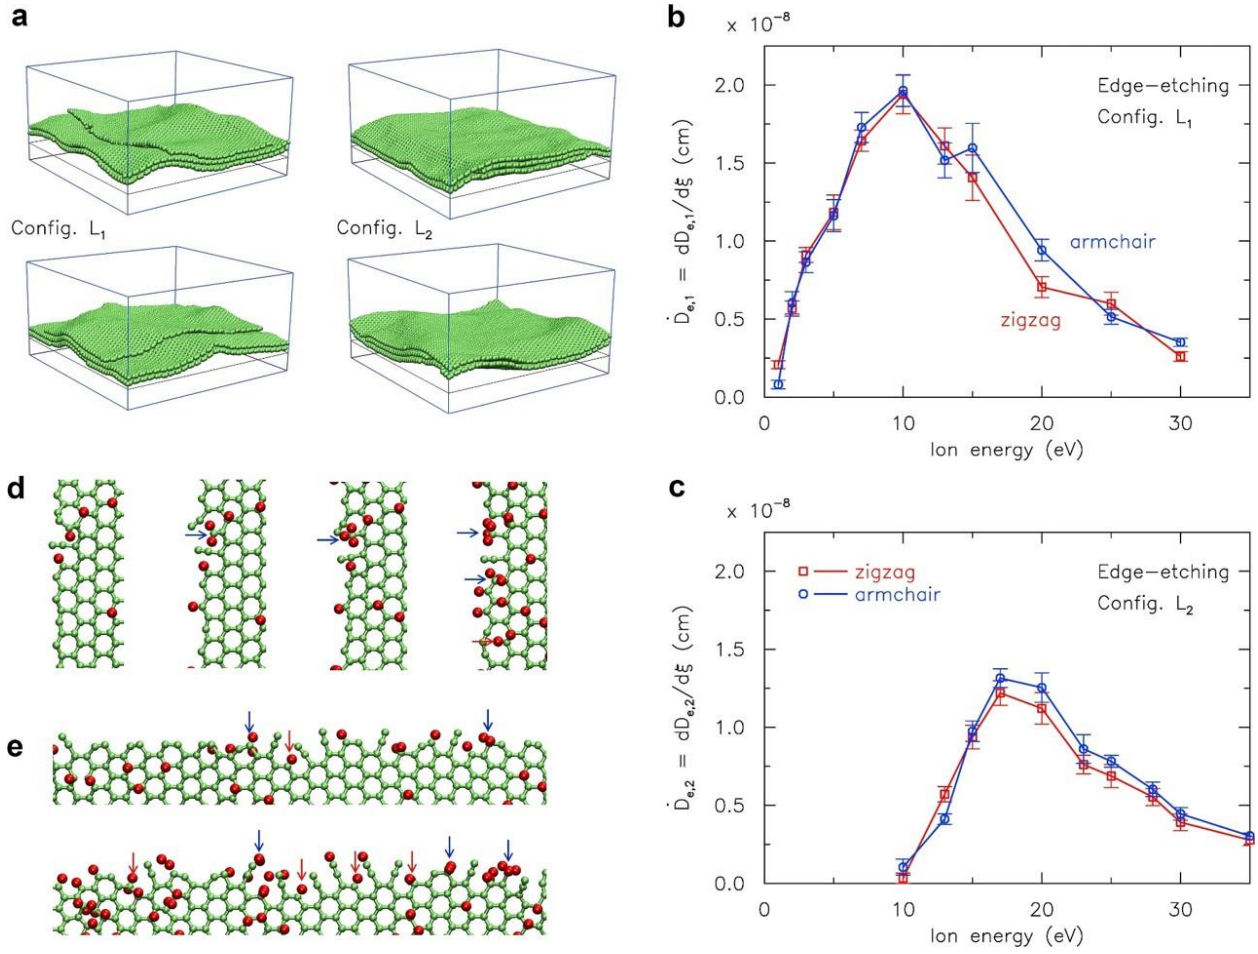 a
Config. L1
Config. L2
b
x 10⁻⁸
Edge-etching
Config. L1
armchair
zigzag
2.0
1.5
1.0
0.5
0.0
0
10
20
30
Ion energy (eV)
Ḋe,1 = dDe,1/dξ (cm)
c
x 10⁻⁸
zigzag
armchair
Edge-etching
Config. L2
2.0
1.5
1.0
0.5
0.0
0
10
20
30
Ion energy (eV)
Ḋe,2 = dDe,2/dξ (cm)
d
e